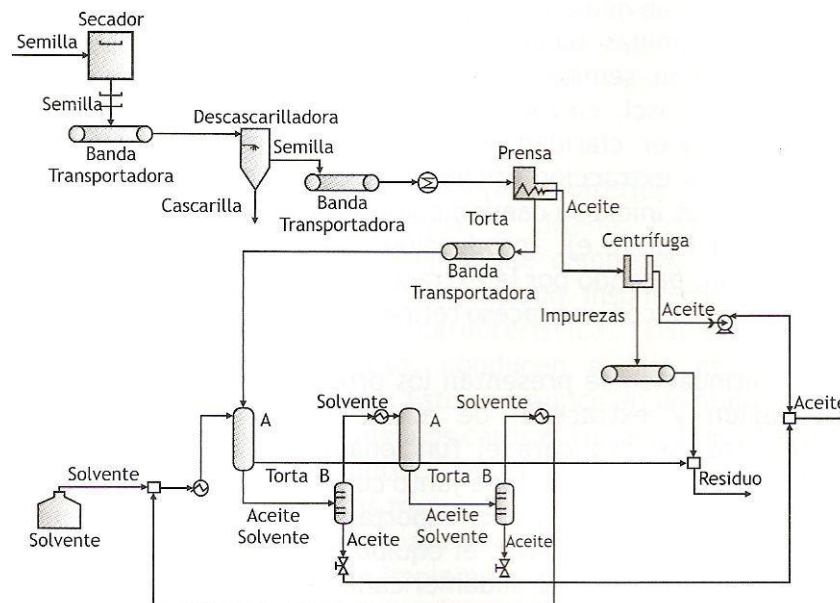 Secador
Semilla
Semilla
Banda
Transportadora
Descascarilladora
Semilla
Cascarilla
Banda
Transportadora
Prensa
Aceite
Torta
Banda
Transportadora
Centrífuga
Impurezas
Aceite
Aceite
Residuo
Solvente
Solvente
A
Torta
Aceite
Solvente
B
Solvente
Aceite
A
Torta
Aceite
Solvente
B
Solvente
Aceite